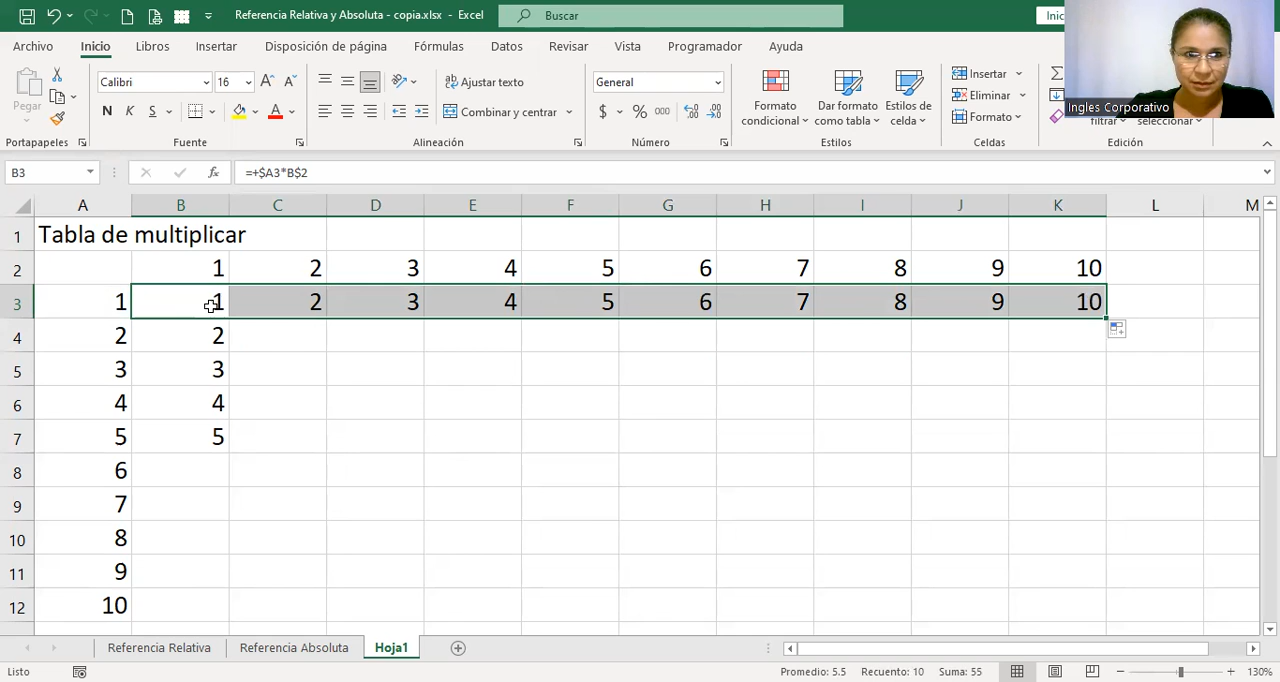 Referencia Relativa y Absoluta - copia.xlsx - Excel
Buscar
Inic
Archivo Inicio Libros Insertar Disposición de página Fórmulas Datos Revisar Vista Programador Ayuda
Ingles Corporativo
Pegar
Calibri 16
N K S
Ajustar texto
Combinar y centrar
General
$ % 000
Formato condicional
Dar formato como tabla
Estilos de celda
Insertar
Eliminar
Formato
filtrar seleccionar
Portapapeles Fuente Alineación Número Estilos Celdas Edición
B3 fx =+$A3*B$2
A B C D E F G H I J K L M
1 Tabla de multiplicar
2 1 2 3 4 5 6 7 8 9 10
3 1 1 2 3 4 5 6 7 8 9 10
4 2 2
5 3 3
6 4 4
7 5 5
8 6
9 7
10 8
11 9
12 10
Referencia Relativa Referencia Absoluta Hoja1
Listo Promedio: 5.5 Recuento: 10 Suma: 55 130%